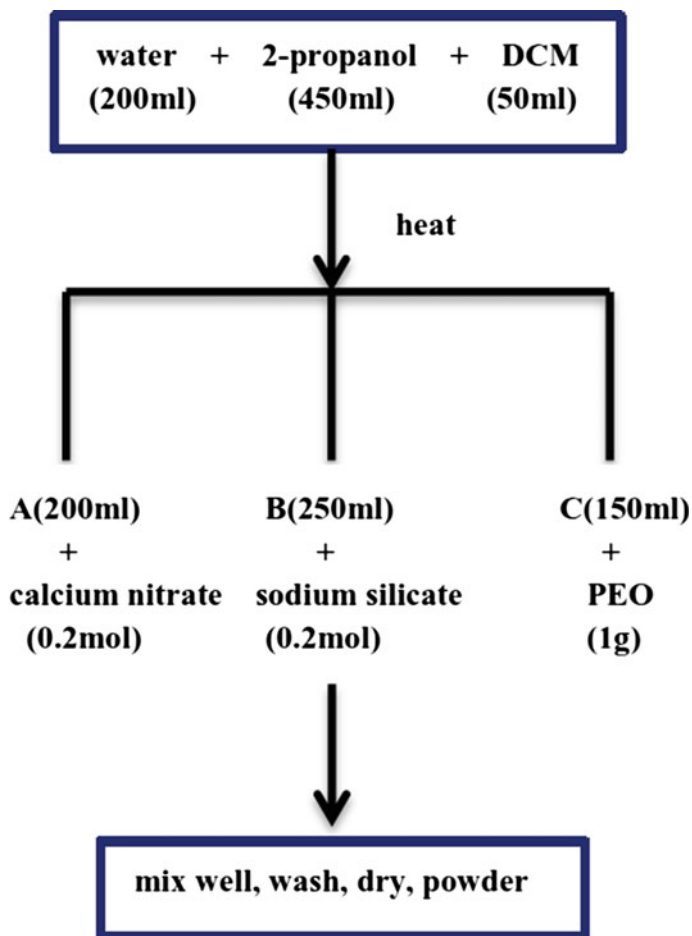 water + 2-propanol + DCM
(200ml) (450ml) (50ml)
heat
A(200ml) B(250ml) C(150ml)
+ + +
calcium nitrate sodium silicate PEO
(0.2mol) (0.2mol) (1g)
mix well, wash, dry, powder